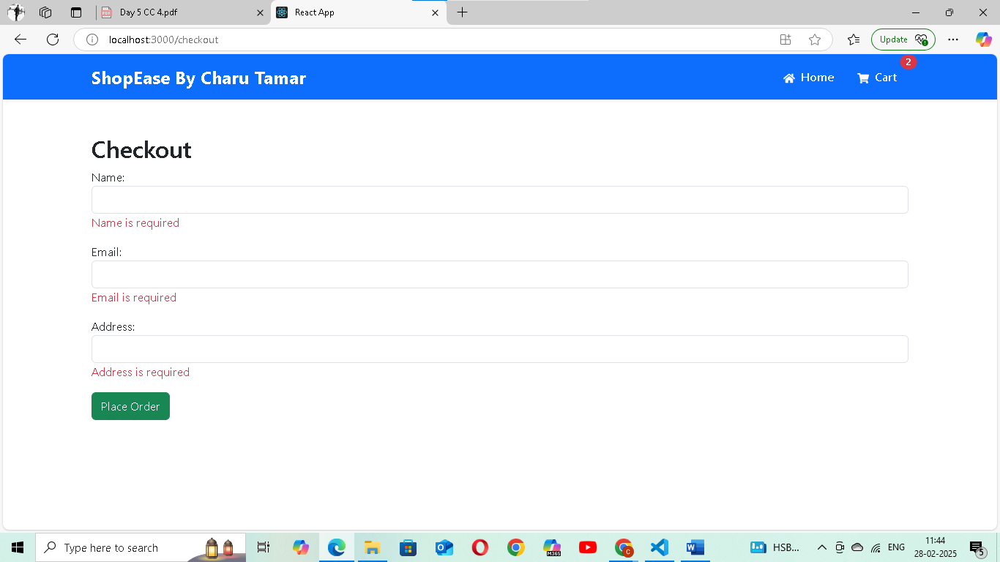 Day 5 CC 4.pdf
React App
localhost:3000/checkout
Update
ShopEase By Charu Tamar
Home
Cart
2
Checkout
Name:
Name is required
Email:
Email is required
Address:
Address is required
Place Order
Type here to search
M365
C
HSB...
ENG
11:44
28-02-2025
5